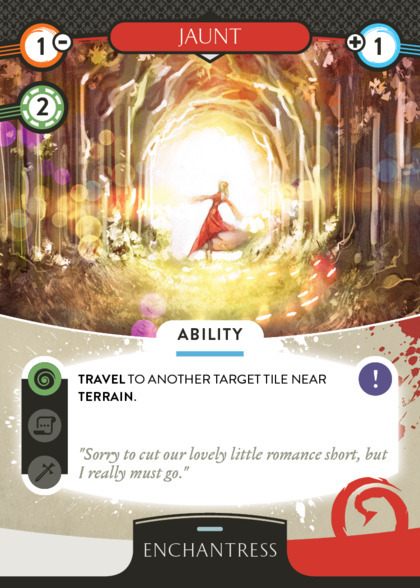 JAUNT
1 -
+ 1
2
ABILITY
TRAVEL TO ANOTHER TARGET TILE NEAR
TERRAIN.
!
"Sorry to cut our lovely little romance short, but
I really must go."
ENCHANTRESS